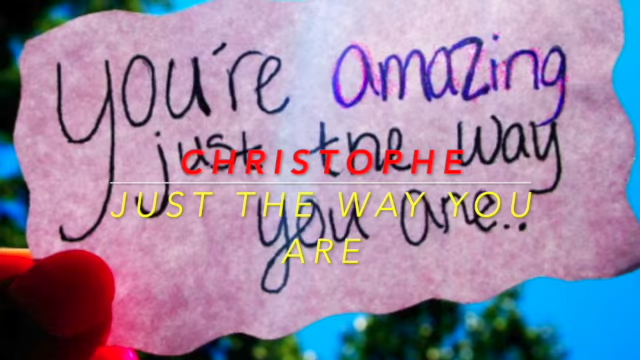 you're amazing
just the way
you are..
CHRISTOPHE
JUST THE WAY YOU
ARE